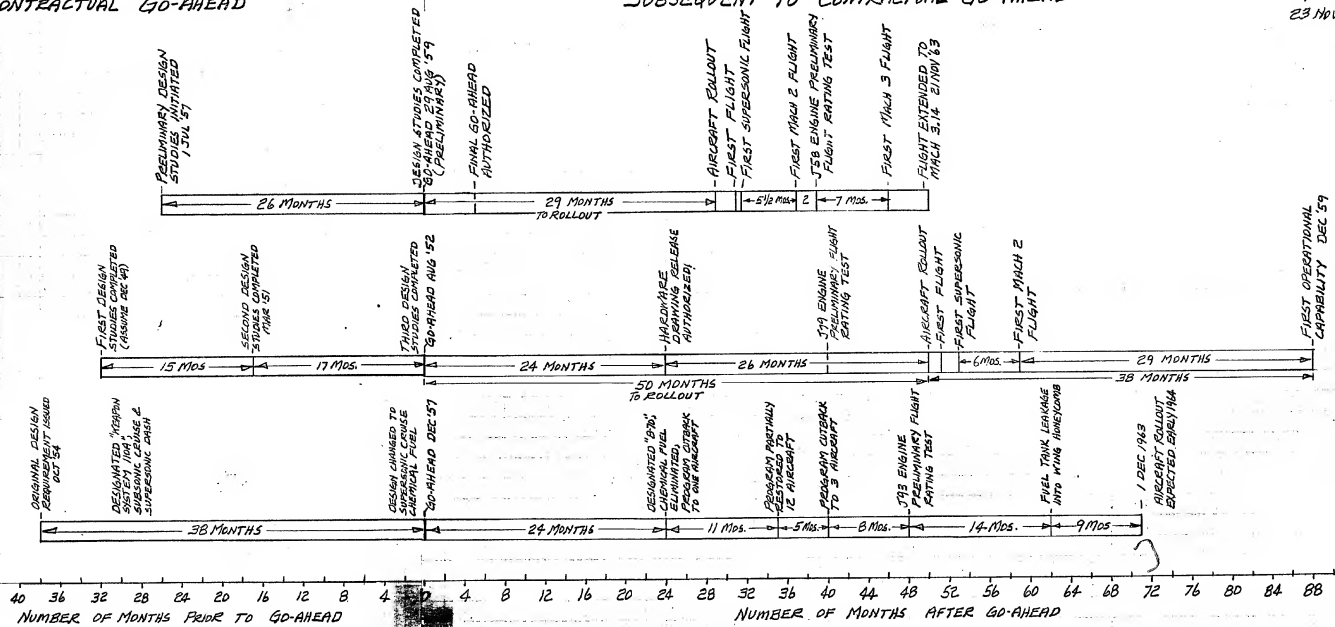 CONTRACTUAL GO-AHEAD
SUBSEQUENT TO CONTRACTURL GO-AHEAD
23 NOV
PRELIMINARY DESIGN
STUDIES INITIATED
1 JUL '57
DESIGN STUDIES COMPLETED
GO-AHEAD 29 AUG '59
(PRELIMINARY)
FINAL GO-AHEAD
AUTHORIZED
AIRCRAFT ROLLOUT
FIRST FLIGHT
FIRST SUPERSONIC FLIGHT
FIRST MACH 2 FLIGHT
J58 ENGINE PRELIMINARY
FLIGHT RATING TEST
FIRST MACH 3 FLIGHT
FLIGHT EXTENDED TO
MACH 3.14 21 NOV '63
26 MONTHS
29 MONTHS
TO ROLLOUT
5 1/2 MOS.
2
7 MOS.
FIRST DESIGN
STUDIES COMPLETED
(ASSUME DEC '49)
SECOND DESIGN
STUDIES COMPLETED
MAR '51
THIRD DESIGN
STUDIES COMPLETED
GO-AHEAD AUG '52
HARDWARE
DRAWING RELEASE
AUTHORIZED
J79 ENGINE
PRELIMINARY FLIGHT
RATING TEST
AIRCRAFT ROLLOUT
FIRST FLIGHT
FIRST SUPERSONIC
FLIGHT
FIRST MACH 2
FLIGHT
FIRST OPERATIONAL
CAPABILITY DEC '59
15 MOS.
17 MOS.
24 MONTHS
26 MONTHS
6 MOS.
29 MONTHS
50 MONTHS
TO ROLLOUT
38 MONTHS
ORIGINAL DESIGN
REQUIREMENT ISSUED
OCT '54
DESIGNATED "WEAPON
SYSTEM 110A",
SUBSONIC CRUISE &
SUPERSONIC DASH
DESIGN CHANGED TO
SUPERSONIC CRUISE
CHEMICAL FUEL
GO-AHEAD DEC '57
DESIGNATED "B-70",
CHEMICAL FUEL
ELIMINATED,
PROGRAM CUTBACK
TO ONE AIRCRAFT
PROGRAM PARTIALLY
RESTORED TO
12 AIRCRAFT
PROGRAM CUTBACK
TO 3 AIRCRAFT
J93 ENGINE
PRELIMINARY FLIGHT
RATING TEST
FUEL TANK LEAKAGE
INTO WING HONEYCOMB
1 DEC 1963
AIRCRAFT ROLLOUT
EXPECTED EARLY 1964
38 MONTHS
24 MONTHS
11 MOS.
5 MOS.
8 MOS.
14 MOS.
9 MOS
40 36 32 28 24 20 16 12 8 4 0 4 8 12 16 20 24 28 32 36 40 44 48 52 56 60 64 68 72 76 80 84 88
NUMBER OF MONTHS PRIOR TO GO-AHEAD
NUMBER OF MONTHS AFTER GO-AHEAD